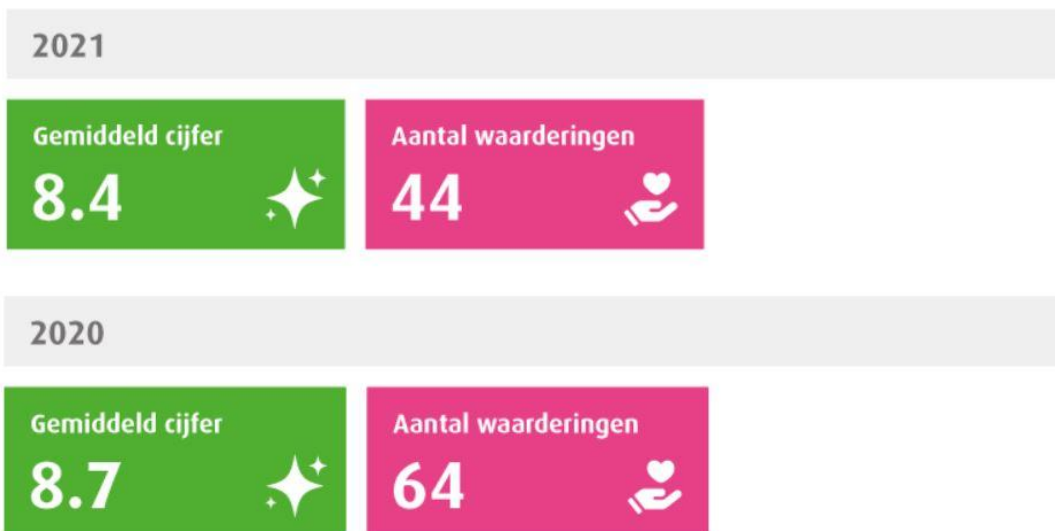 2021
Gemiddeld cijfer
8.4
Aantal waarderingen
44
2020
Gemiddeld cijfer
8.7
Aantal waarderingen
64